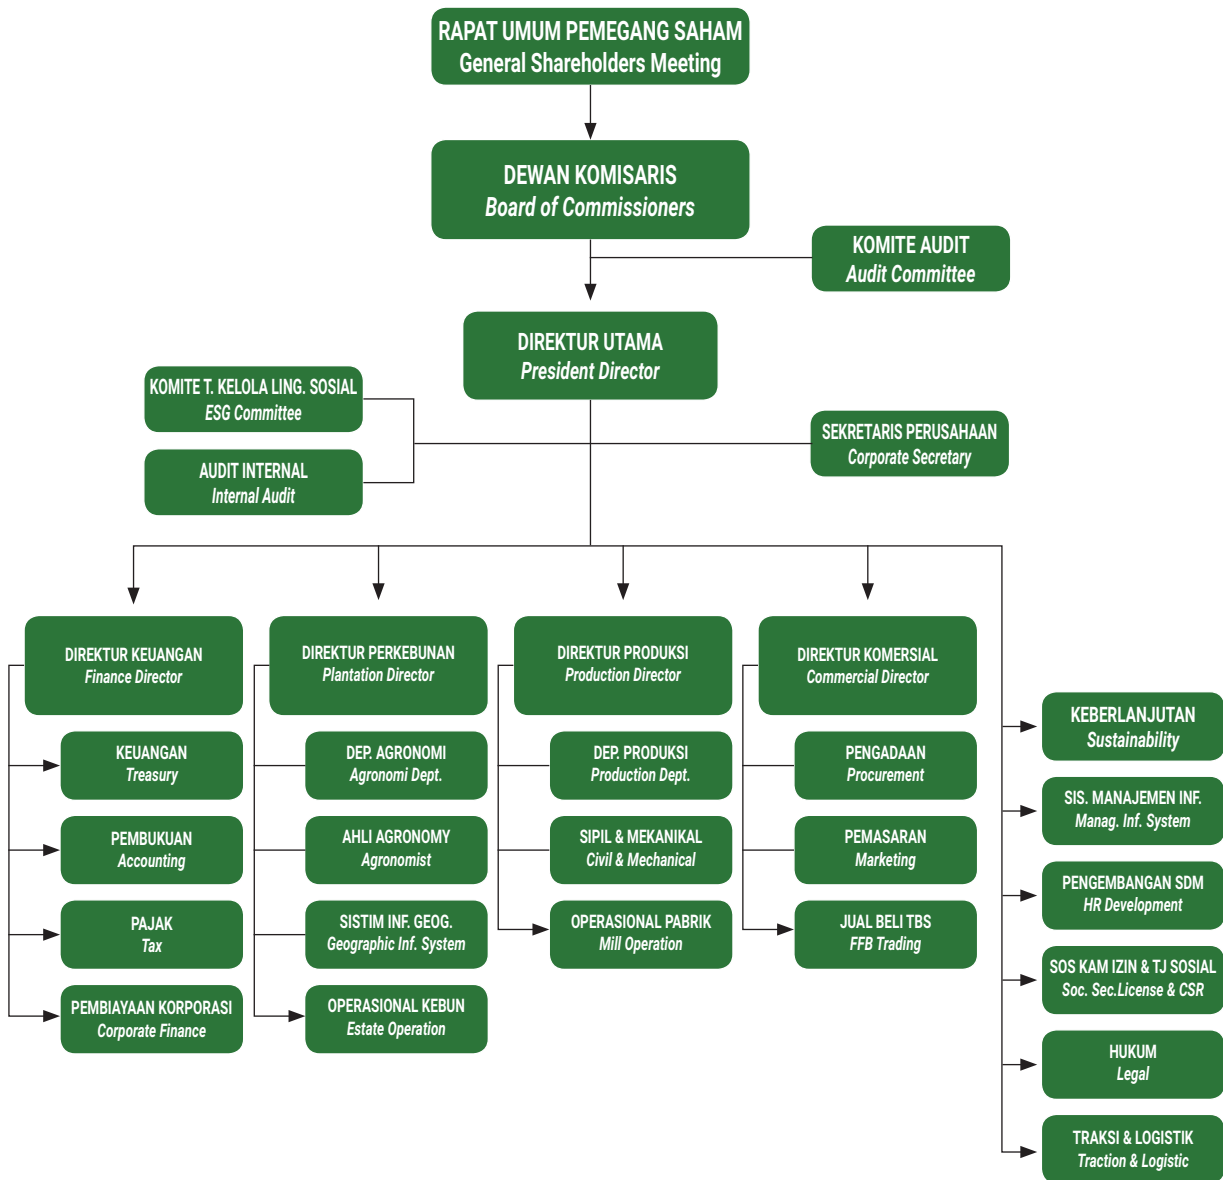 RAPAT UMUM PEMEGANG SAHAM
General Shareholders Meeting
DEWAN KOMISARIS
Board of Commissioners
KOMITE AUDIT
Audit Committee
DIREKTUR UTAMA
President Director
KOMITE T. KELOLA LING. SOSIAL
ESG Committee
AUDIT INTERNAL
Internal Audit
SEKRETARIS PERUSAHAAN
Corporate Secretary
DIREKTUR KEUANGAN
Finance Director
KEUANGAN
Treasury
PEMBUKUAN
Accounting
PAJAK
Tax
PEMBIAYAAN KORPORASI
Corporate Finance
DIREKTUR PERKEBUNAN
Plantation Director
DEP. AGRONOMI
Agronomi Dept.
AHLI AGRONOMY
Agronomist
SISTIM INF. GEOG.
Geographic Inf. System
OPERASIONAL KEBUN
Estate Operation
DIREKTUR PRODUKSI
Production Director
DEP. PRODUKSI
Production Dept.
SIPIL & MEKANIKAL
Civil & Mechanical
OPERASIONAL PABRIK
Mill Operation
DIREKTUR KOMERSIAL
Commercial Director
PENGADAAN
Procurement
PEMASARAN
Marketing
JUAL BELI TBS
FFB Trading
KEBERLANJUTAN
Sustainability
SIS. MANAJEMEN INF.
Manag. Inf. System
PENGEMBANGAN SDM
HR Development
SOS KAM IZIN & TJ SOSIAL
Soc. Sec.License & CSR
HUKUM
Legal
TRAKSI & LOGISTIK
Traction & Logistic